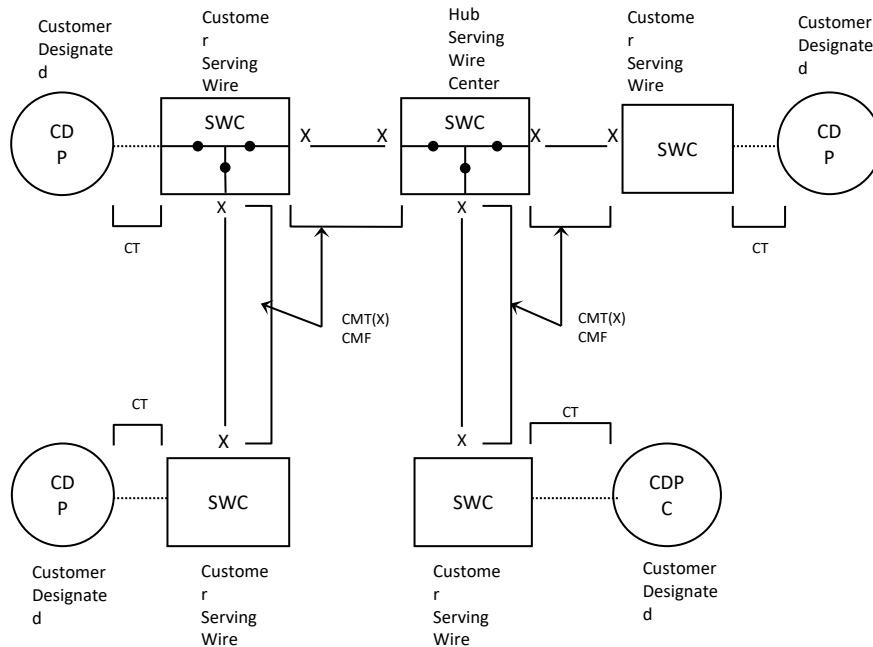 Customer
Designate
d
Custome
r
Serving
Wire
Hub
Serving
Wire
Center
Custome
r
Serving
Wire
Customer
Designate
d
CD
P
SWC
X
X
SWC
X
X
SWC
CD
P
CT
X
X
CT
CMT(X)
CMF
CMT(X)
CMF
CT
CT
X
X
CD
P
SWC
SWC
CDP
C
Customer
Designate
d
Custome
r
Serving
Wire
Custome
r
Serving
Wire
Customer
Designate
d